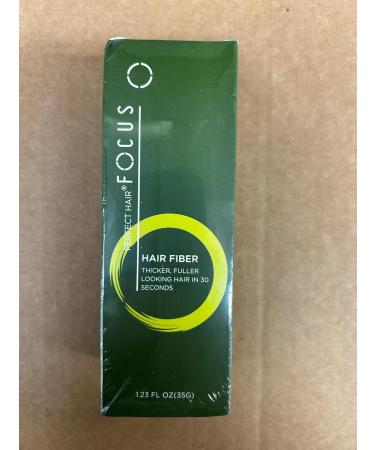 PERFECT HAIR® FOCUS
HAIR FIBER
THICKER, FULLER
LOOKING HAIR IN 30
SECONDS
1.23 FL OZ(35G)